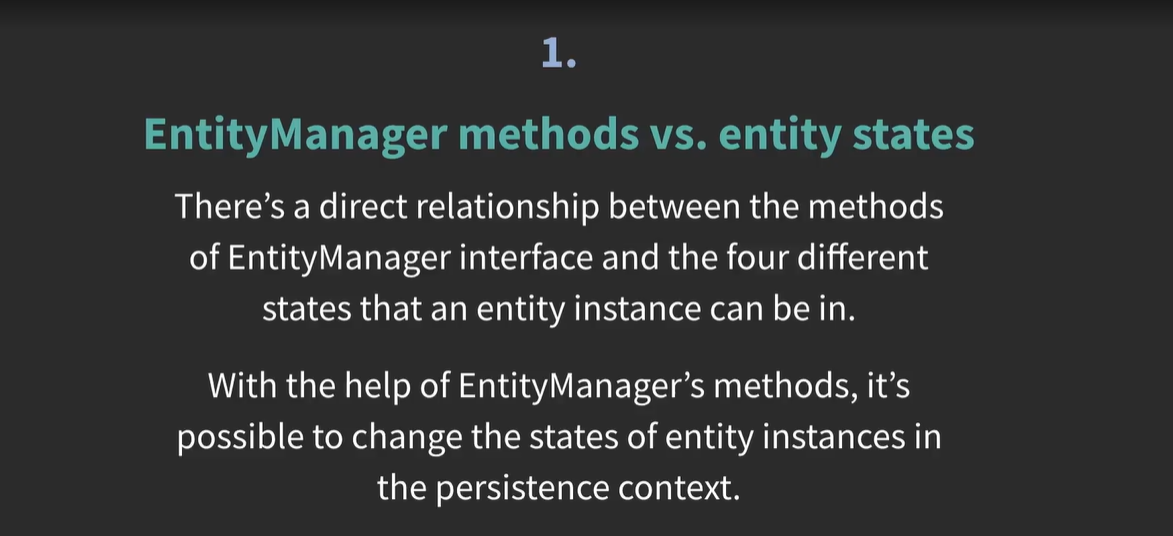 1.
EntityManager methods vs. entity states
There’s a direct relationship between the methods
of EntityManager interface and the four different
states that an entity instance can be in.
With the help of EntityManager’s methods, it’s
possible to change the states of entity instances in
the persistence context.